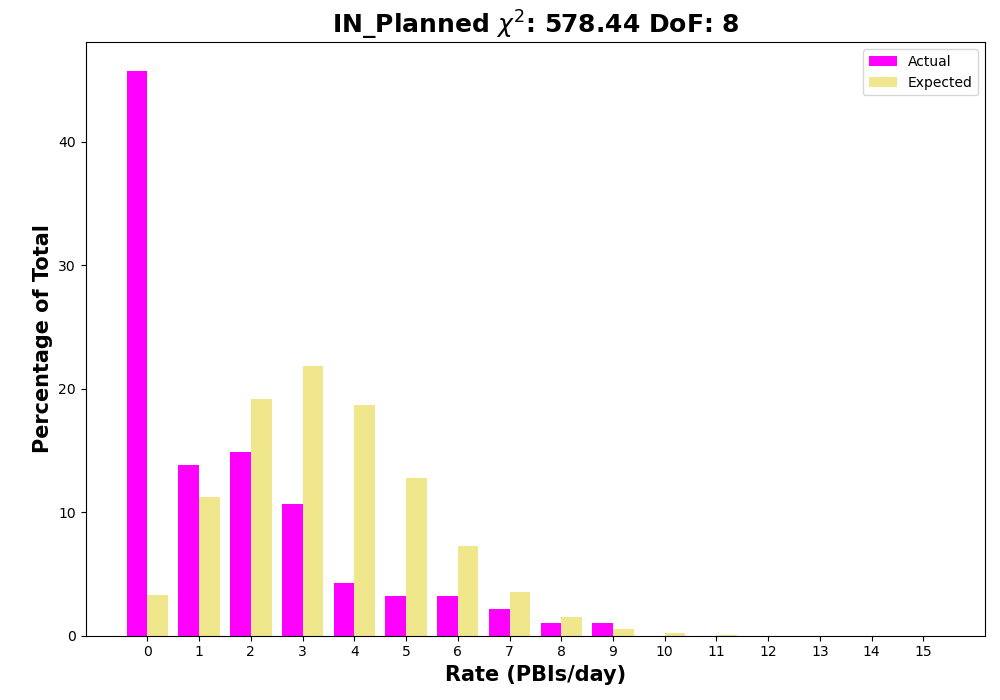 IN_Planned χ²: 578.44 DoF: 8
Actual
Expected
Percentage of Total
40
30
20
10
0
0 1 2 3 4 5 6 7 8 9 10 11 12 13 14 15
Rate (PBIs/day)